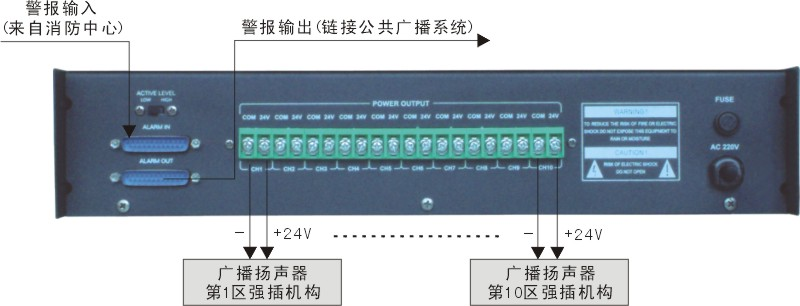 警报输入
(来自消防中心)
警报输出(链接公共广播系统)
ACTIVE LEVEL
LOW HIGH
ALARM IN
ALARM OUT
POWER OUTPUT
COM 24V COM 24V COM 24V COM 24V COM 24V COM 24V COM 24V COM 24V COM 24V COM 24V
CH1 CH2 CH3 CH4 CH5 CH6 CH7 CH8 CH9 CH10
WARNING!
TO REDUCE THE RISK OF FIRE OR ELECTRIC
SHOCK DO NOT EXPOSE THIS EQUIPMENT TO
RAIN OR MOISTURE
CAUTION!
RISK OF ELECTRIC SHOCK
DO NOT OPEN
FUSE
AC 220V
- +24V
- +24V
广播扬声器
第1区强插机构
广播扬声器
第10区强插机构